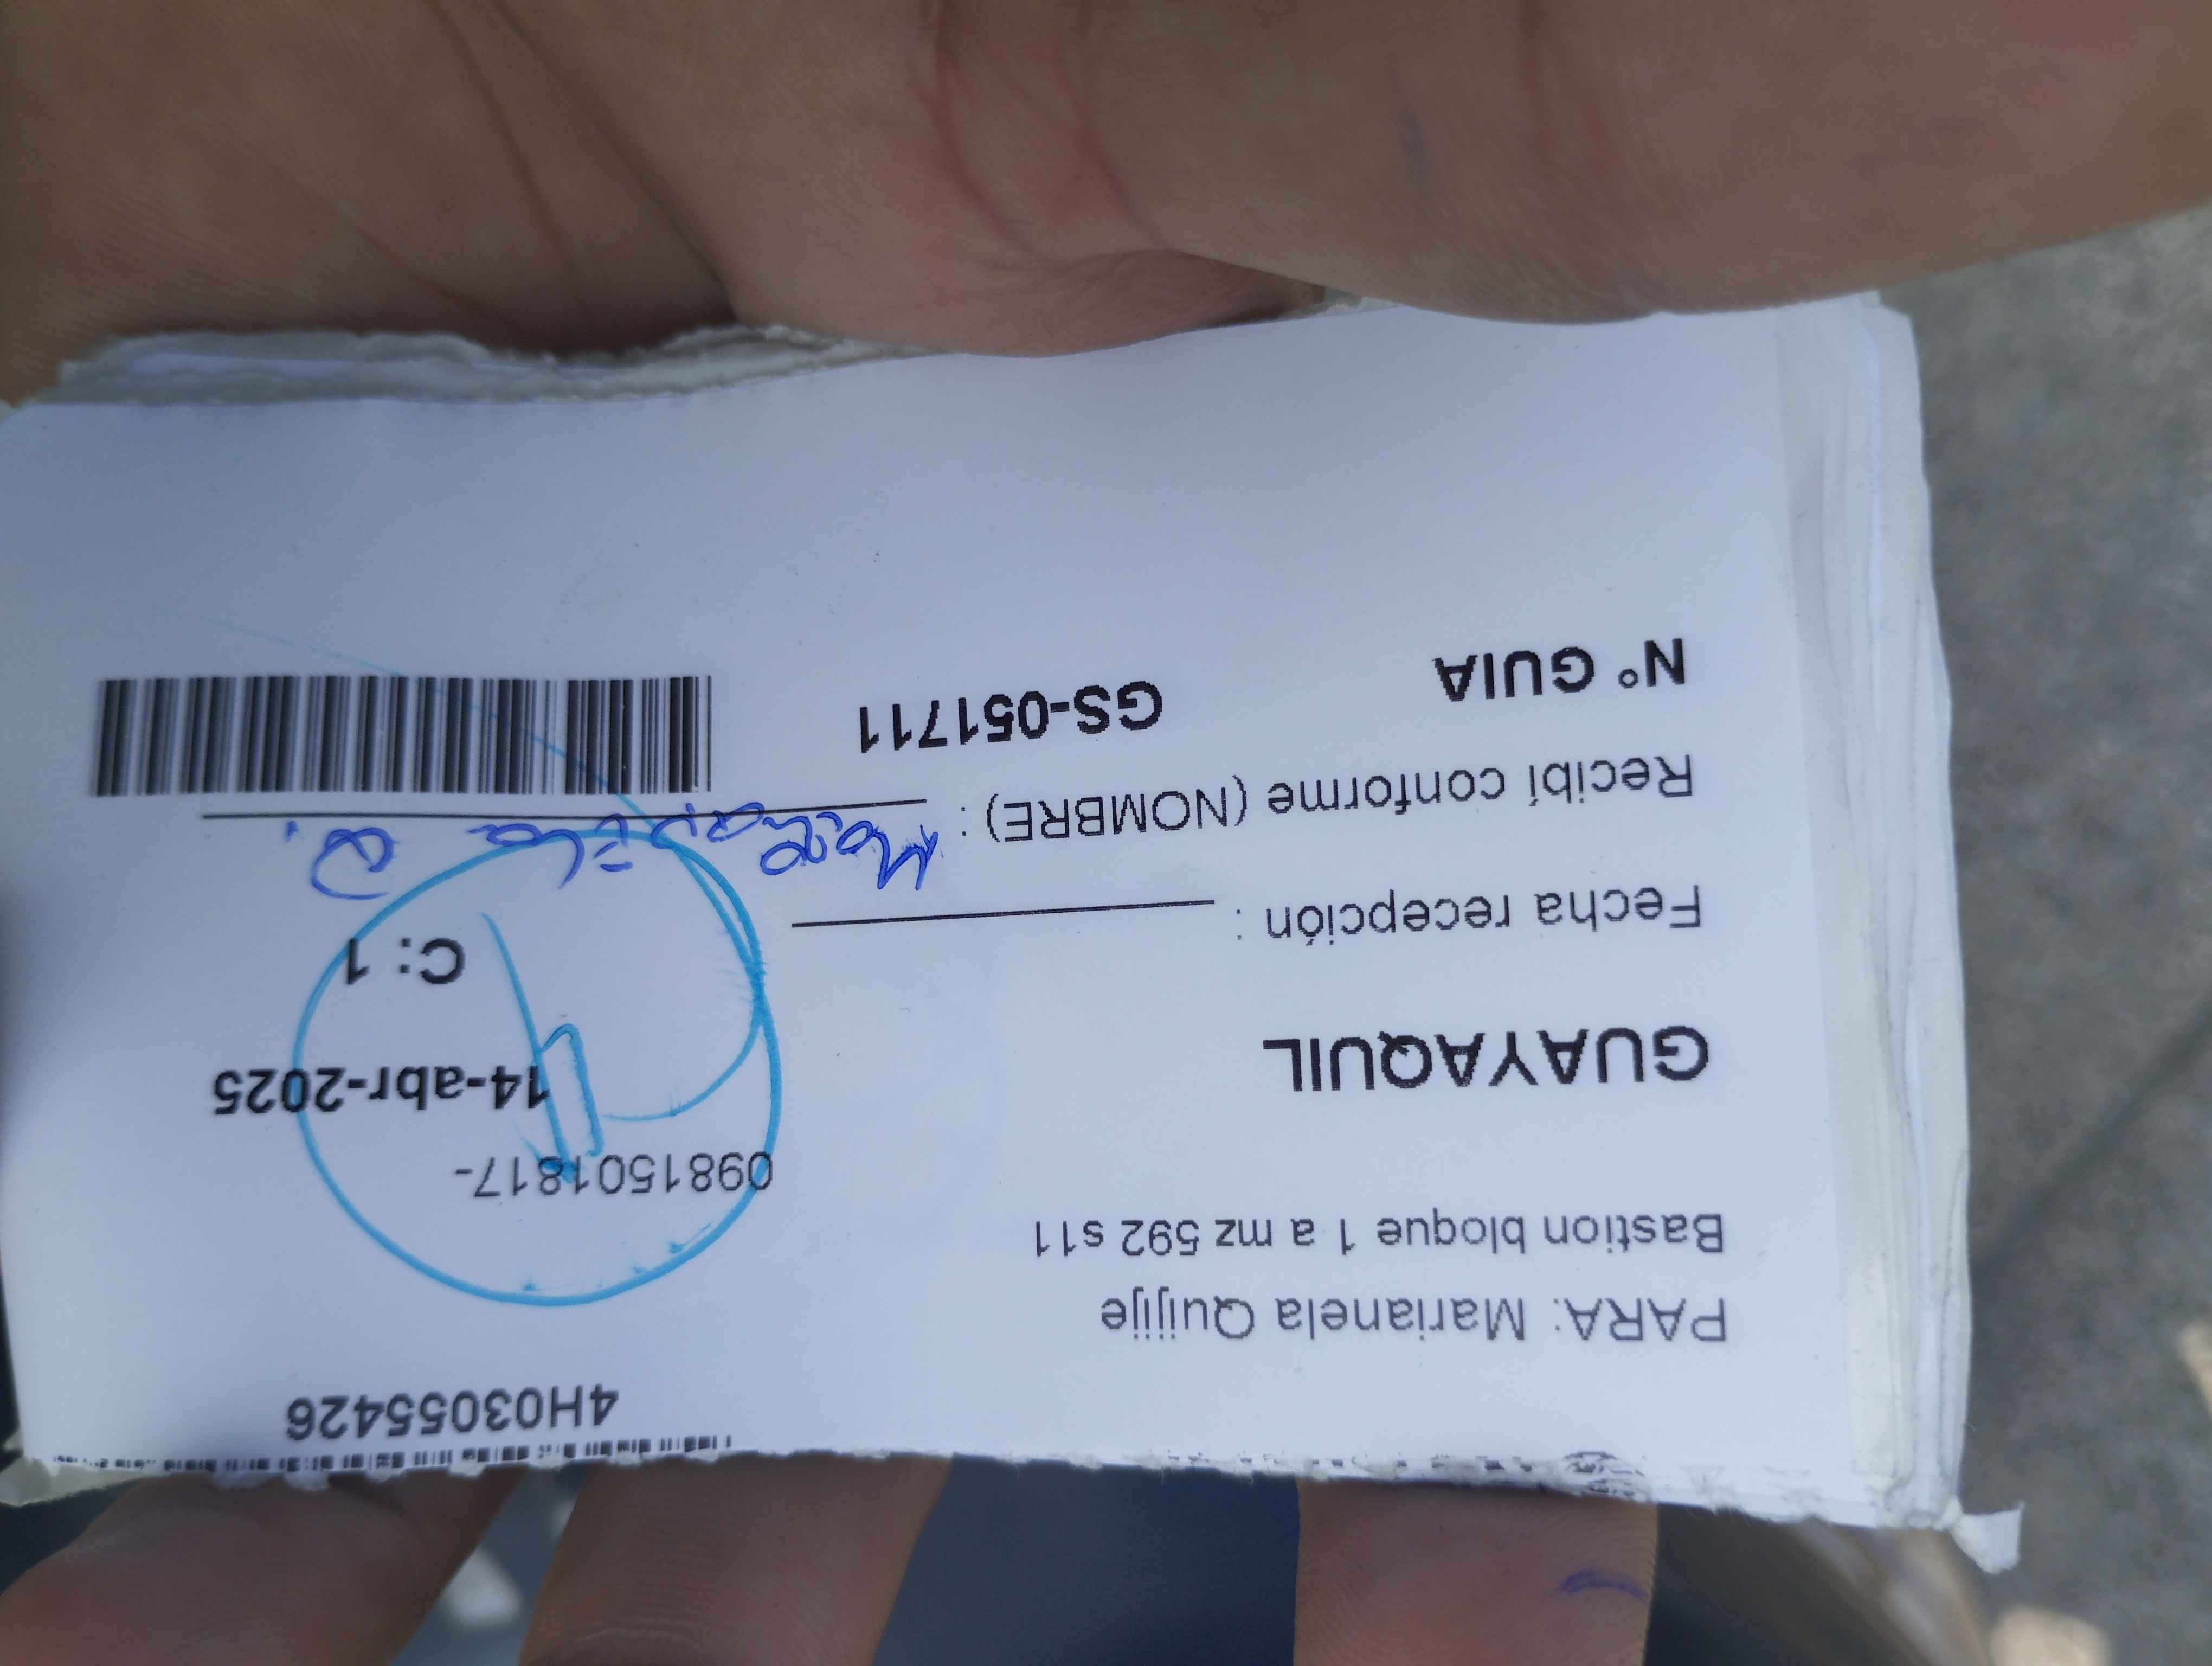 4H03055426
PARA: Marianela Quijije
Bastion bloque 1 a mz 592 s11
0981501817-
GUAYAQUIL 14-abr-2025
Fecha recepción : C: 1
Recibí conforme (NOMBRE) : Marianela Q.
N° GUIA GS-051711